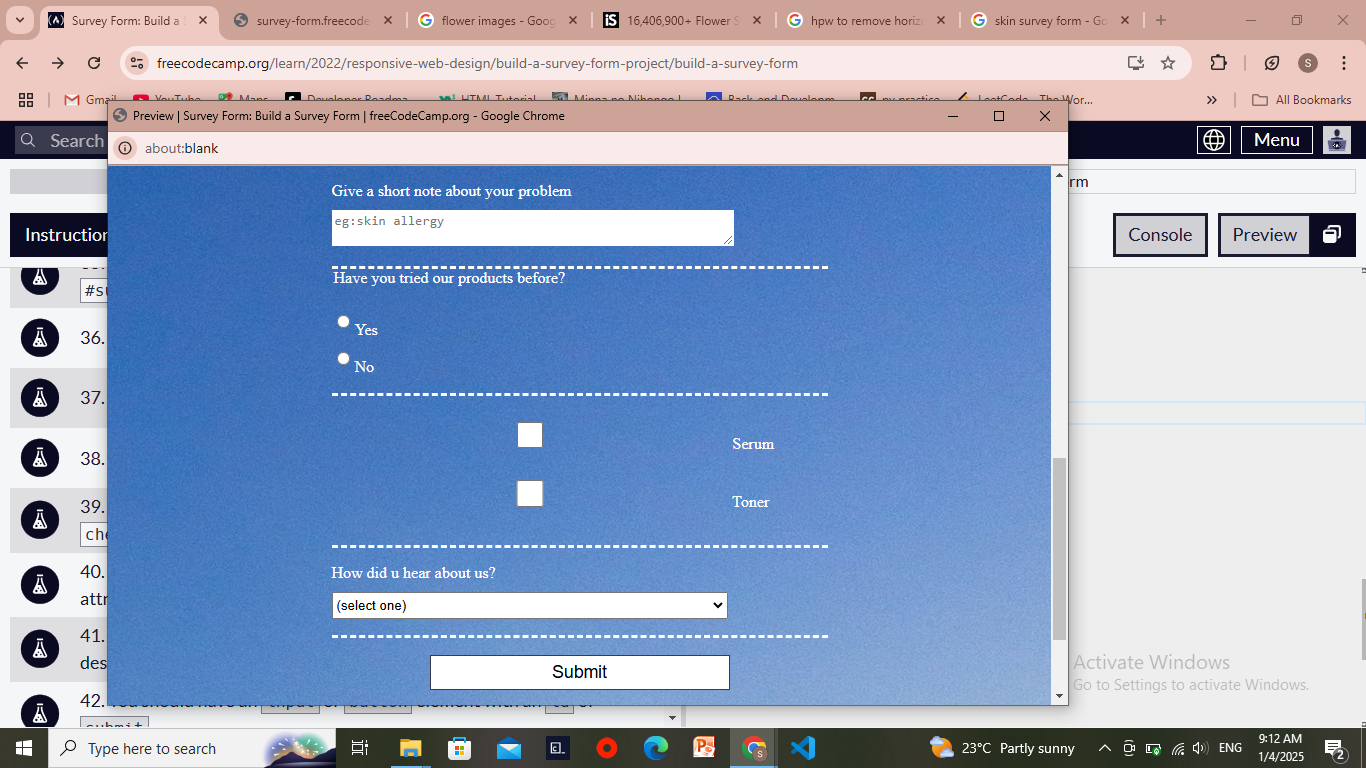 Survey Form: Build a S
survey-form.freecode
flower images - Goog
16,406,900+ Flower S
hpw to remove horiz
skin survey form - Go
freecodecamp.org/learn/2022/responsive-web-design/build-a-survey-form-project/build-a-survey-form
S
Gmail
YouTube
Maps
Developer Roadma
HTML Tutorial
Minna no Nihongo I
Back-end Developm
py practice
LeetCode - The Wor...
All Bookmarks
Preview | Survey Form: Build a Survey Form | freeCodeCamp.org - Google Chrome
about:blank
Search
Menu
rm
Instruction
Console
Preview
#su
36.
37.
38.
39.
che
40.
attr
41.
des
42. You should have an input or button element with an id of
submit
Give a short note about your problem
eg:skin allergy
Have you tried our products before?
Yes
No
Serum
Toner
How did u hear about us?
(select one)
Submit
Activate Windows
Go to Settings to activate Windows.
Type here to search
23°C Partly sunny
ENG
9:12 AM
1/4/2025
2